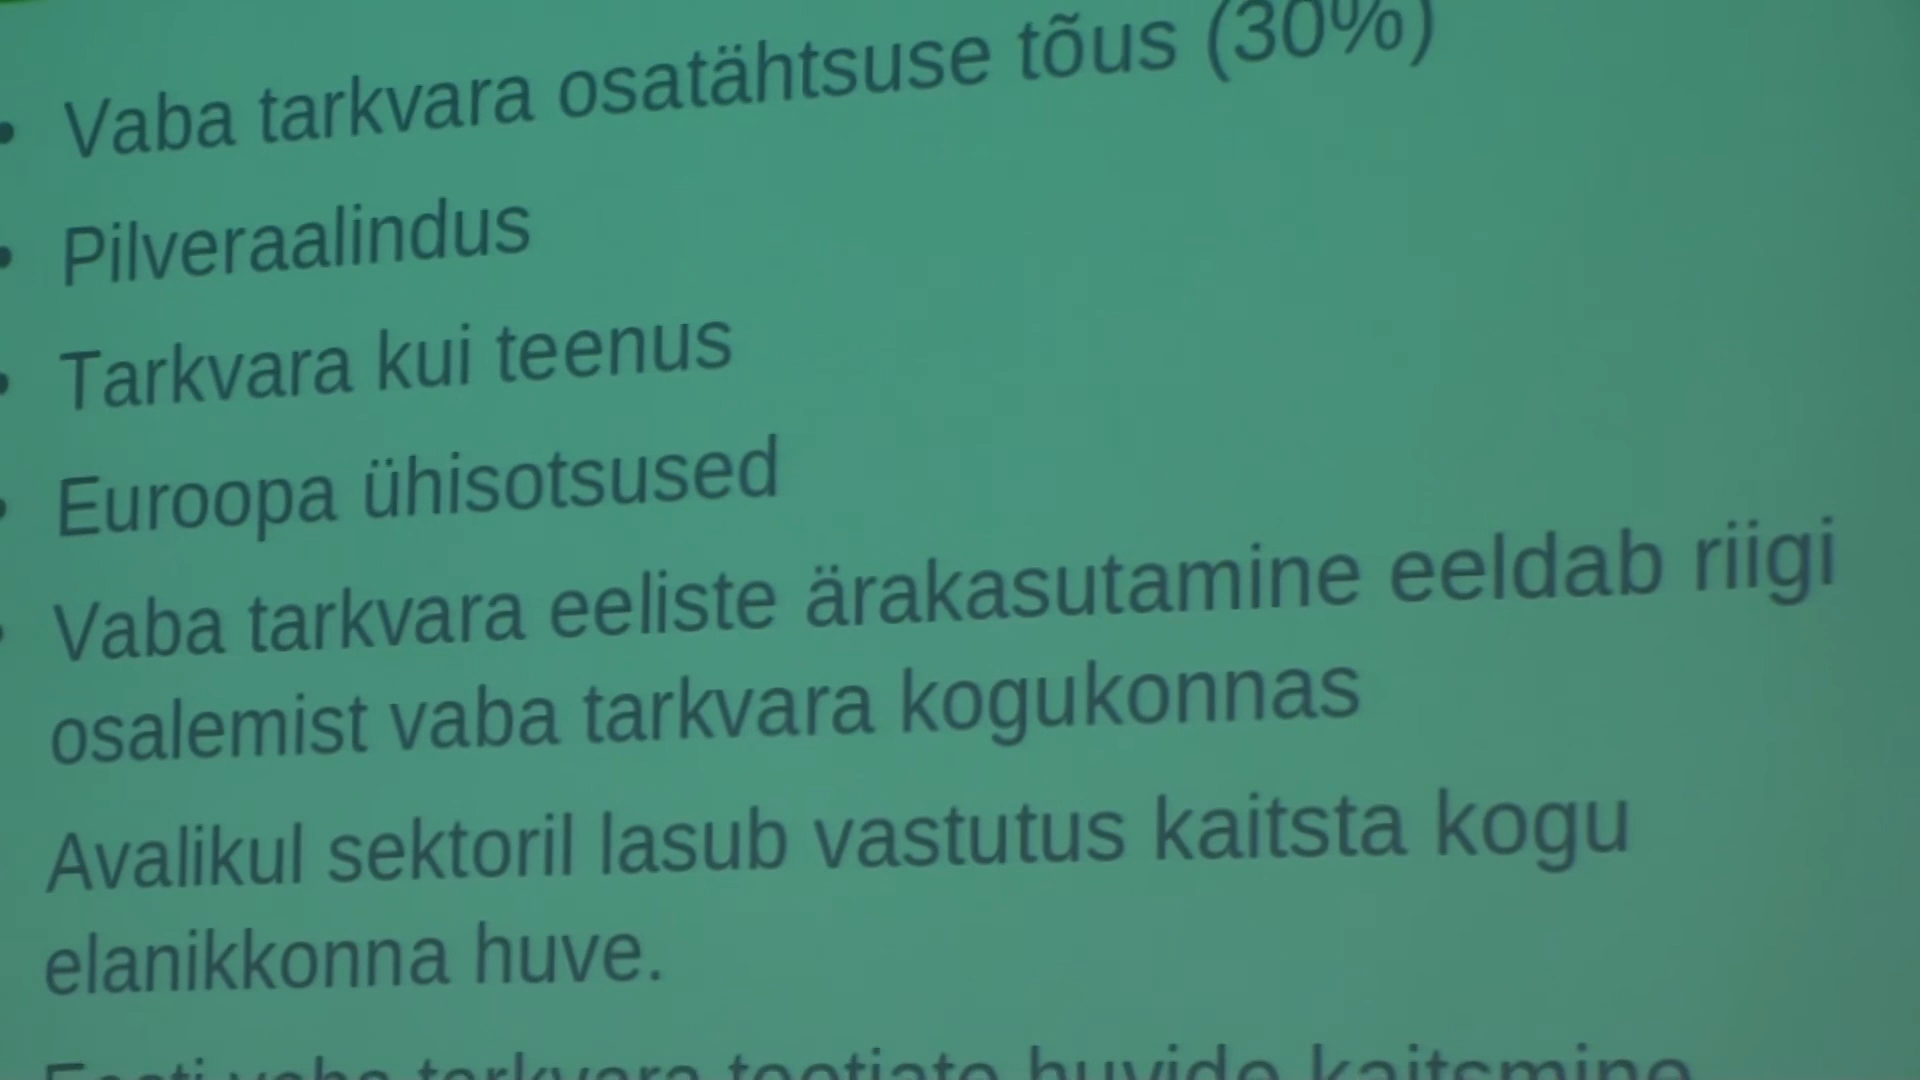 • Vaba tarkvara osatähtsuse tõus (30%)
• Pilveraalindus
• Tarkvara kui teenus
• Euroopa ühisotsused
• Vaba tarkvara eeliste ärakasutamine eeldab riigi
osalemist vaba tarkvara kogukonnas
Avalikul sektoril lasub vastutus kaitsta kogu
elanikkonna huve.
Eesti vaba tarkvara tootjate huvide kaitsmine